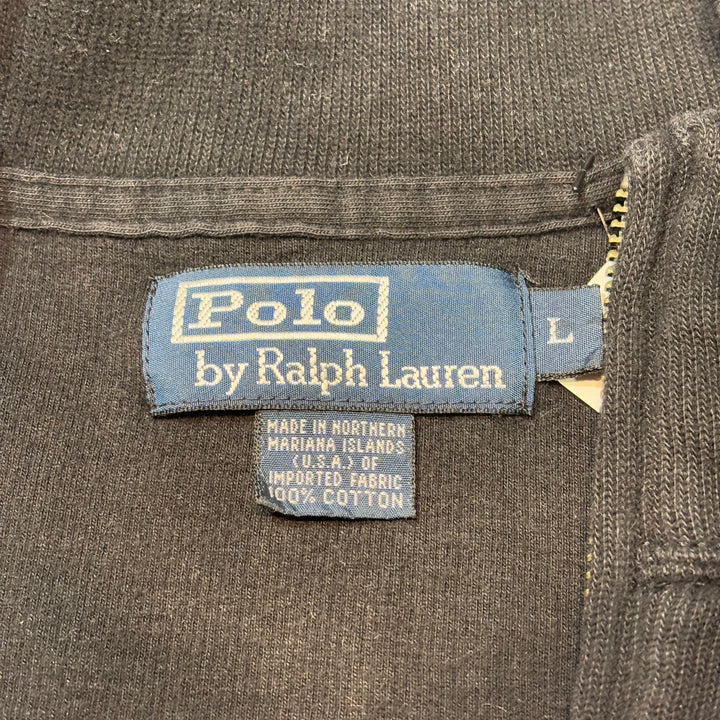 Polo
by Ralph Lauren
L
MADE IN NORTHERN
MARIANA ISLANDS
(U.S.A.) OF
IMPORTED FABRIC
100% COTTON